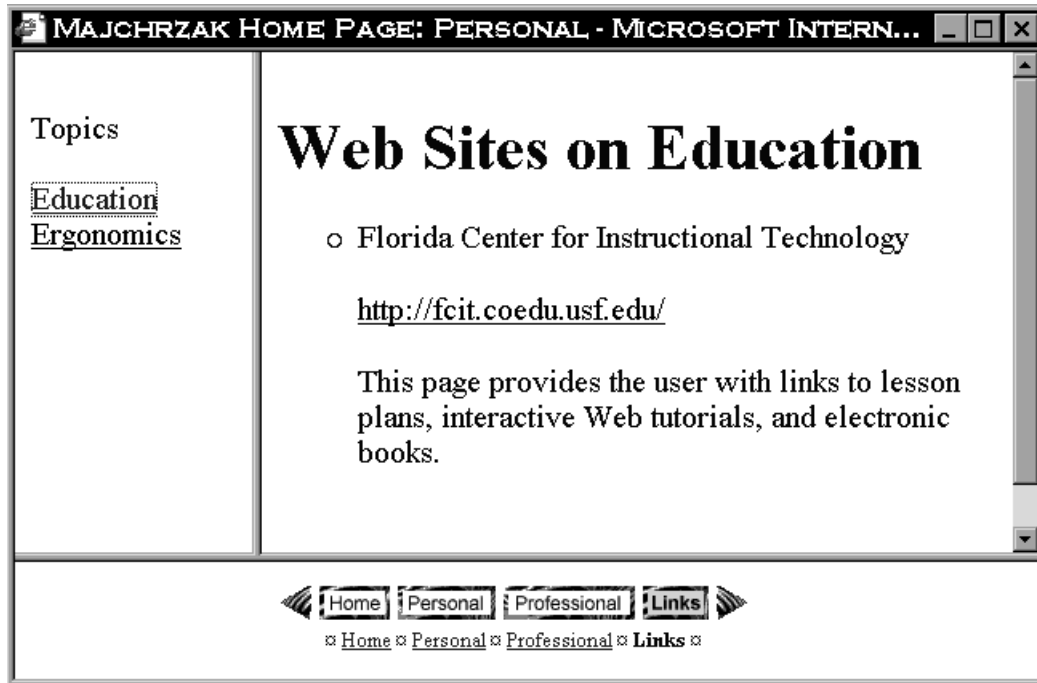 MAJCHRZAK HOME PAGE: PERSONAL - MICROSOFT INTERN...
Topics
Education
Ergonomics
Web Sites on Education
Florida Center for Instructional Technology
http://fcit.coedu.usf.edu/
This page provides the user with links to lesson
plans, interactive Web tutorials, and electronic
books.
Home Personal Professional Links
¤ Home ¤ Personal ¤ Professional ¤ Links ¤